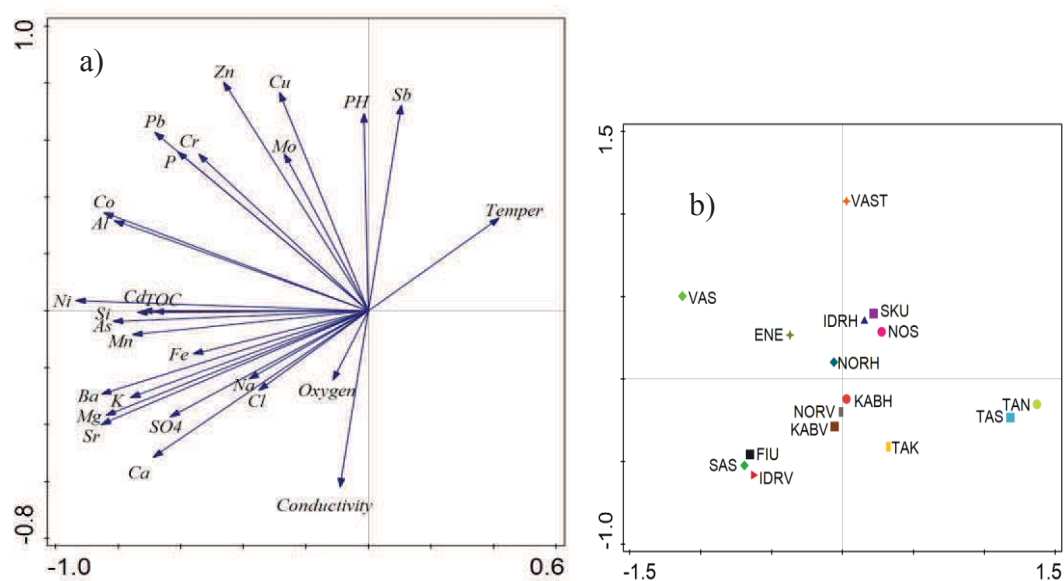 a)
1.0
Zn
Cu
PH
Sb
Pb
Cr
P
Mo
Co
Al
Temper
Ni
Cd
TOC
Si
As
Mn
Fe
Na
Oxygen
Ba
K
Cl
Mg
SO4
Sr
Ca
Conductivity
-0.8
-1.0
0.6
b)
1.5
VAST
VAS
SKU
IDRH
NOS
ENE
NORH
KABH
TAN
NORV
TAS
KABV
TAK
FIU
SAS
IDRV
-1.0
-1.5
1.5